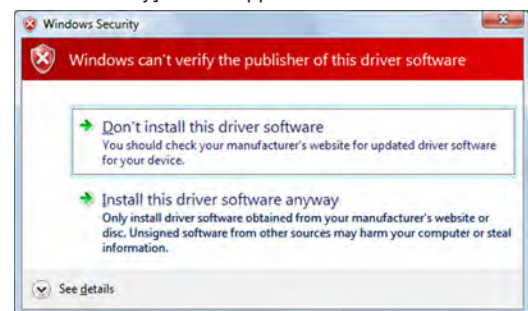 Windows Security
Windows can't verify the publisher of this driver software
Don't install this driver software
You should check your manufacturer's website for updated driver software
for your device.
Install this driver software anyway
Only install driver software obtained from your manufacturer's website or
disc. Unsigned software from other sources may harm your computer or steal
information.
See details